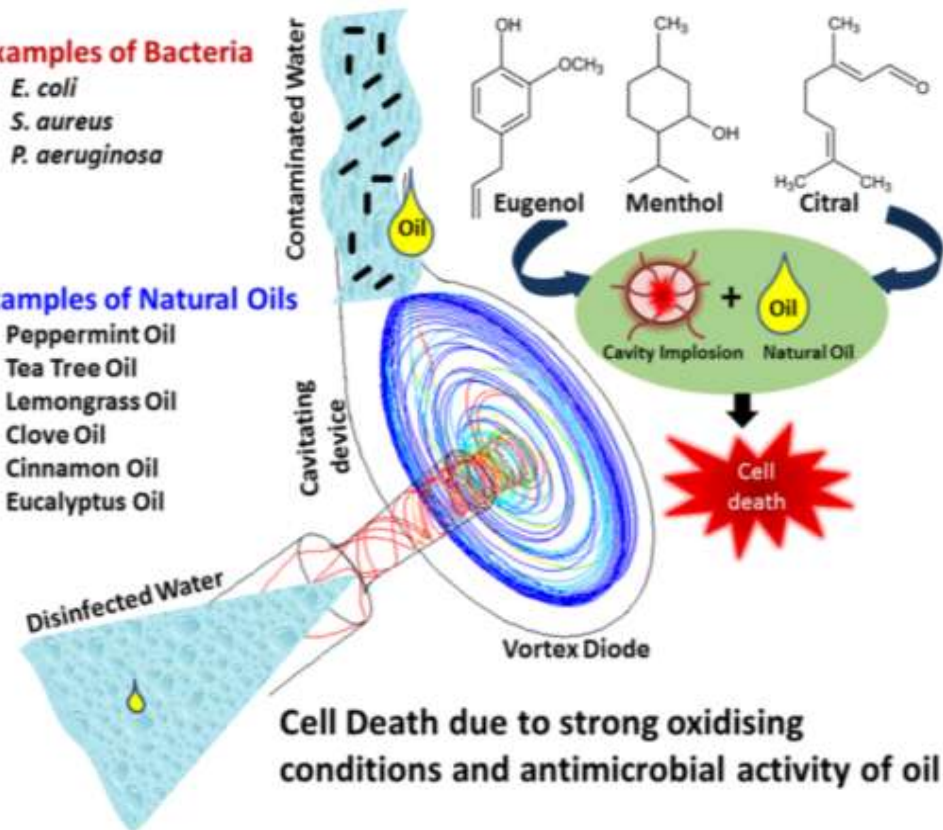 xamples of Bacteria
E. coli
S. aureus
P. aeruginosa
Contaminated Water
Oil
OH
OCH3
Eugenol
CH3
OH
Menthol
CH3
O
H3C
CH3
Citral
+
Oil
Cavity Implosion
Natural Oil
Cell
death
amples of Natural Oils
Peppermint Oil
Tea Tree Oil
Lemongrass Oil
Clove Oil
Cinnamon Oil
Eucalyptus Oil
Cavitating
device
Disinfected Water
Vortex Diode
Cell Death due to strong oxidising
conditions and antimicrobial activity of oil